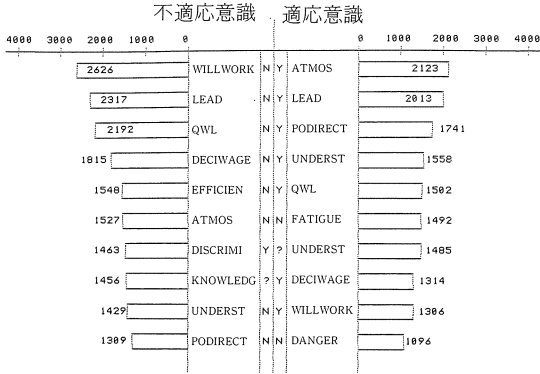 不適応意識 適応意識
4000 3000 2000 1000 0 0 1000 2000 3000 4000
2626 WILLWORK N Y ATMOS 2123
2317 LEAD N Y LEAD 2013
2192 QWL N Y PODIRECT 1741
1815 DECIWAGE N Y UNDERST 1558
1548 EFFICIEN N Y QWL 1502
1527 ATMOS N N FATIGUE 1492
1463 DISCRIMI Y ? UNDERST 1485
1456 KNOWLEDG ? Y DECIWAGE 1314
1429 UNDERST N Y WILLWORK 1306
1309 PODIRECT N N DANGER 1096